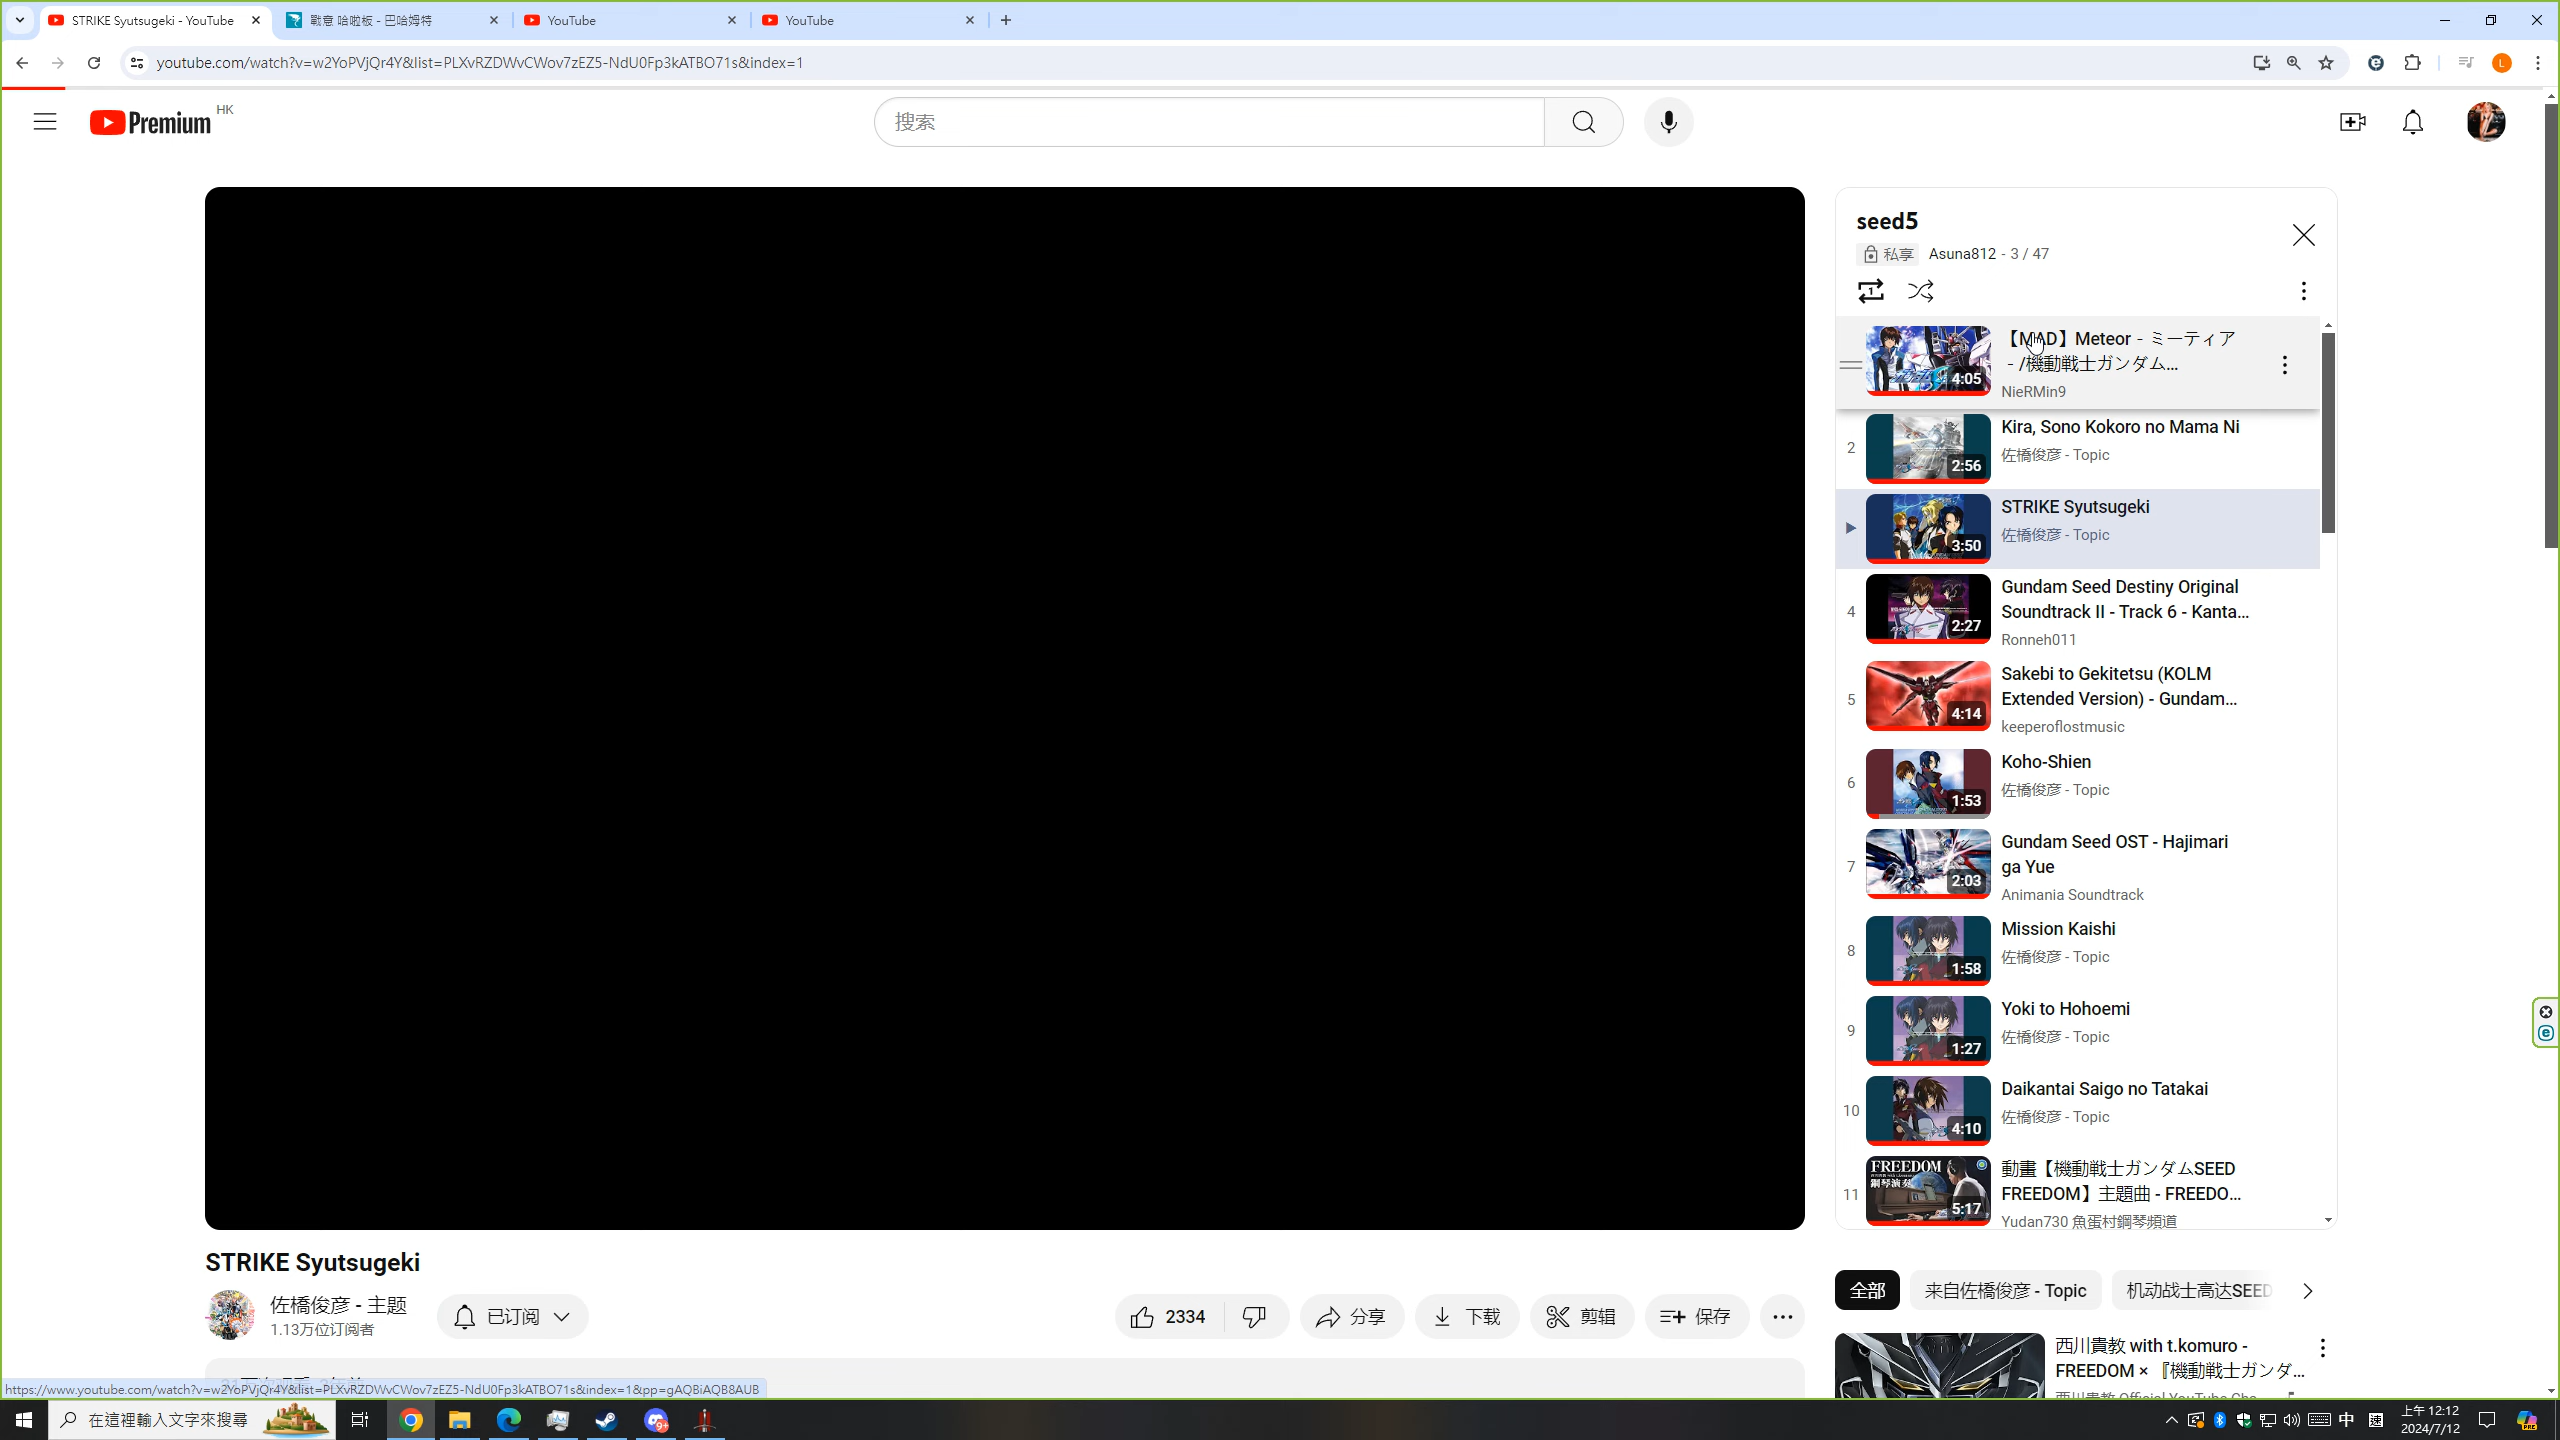 STRIKE Syutsugeki - YouTube
戰意 哈啦板 - 巴哈姆特
YouTube
YouTube
youtube.com/watch?v=w2YoPVjQr4Y&list=PLXvRZDWvCWov7zEZ5-NdU0Fp3kATBO71s&index=1
L
Premium
HK
搜索
seed5
私享 Asuna812 - 3 / 47
【MAD】Meteor - ミーティア
- /機動戦士ガンダム...
NieRMin9
4:05
2
Kira, Sono Kokoro no Mama Ni
佐橋俊彦 - Topic
2:56
STRIKE Syutsugeki
佐橋俊彦 - Topic
3:50
4
Gundam Seed Destiny Original
Soundtrack II - Track 6 - Kanta...
Ronneh011
2:27
5
Sakebi to Gekitetsu (KOLM
Extended Version) - Gundam...
keeperoflostmusic
4:14
6
Koho-Shien
佐橋俊彦 - Topic
1:53
7
Gundam Seed OST - Hajimari
ga Yue
Animania Soundtrack
2:03
8
Mission Kaishi
佐橋俊彦 - Topic
1:58
9
Yoki to Hohoemi
佐橋俊彦 - Topic
1:27
10
Daikantai Saigo no Tatakai
佐橋俊彦 - Topic
4:10
11
FREEDOM
鋼琴演奏
動畫【機動戦士ガンダムSEED
FREEDOM】主題曲 - FREEDO...
Yudan730 魚蛋村鋼琴頻道
5:17
STRIKE Syutsugeki
佐橋俊彦 - 主题
1.13万位订阅者
已订阅
2334
分享
下载
剪辑
保存
全部
来自佐橋俊彦 - Topic
机动战士高达SEED
西川貴教 with t.komuro -
FREEDOM × 『機動戦士ガンダ...
西川貴教 Official YouTube Cha...
https://www.youtube.com/watch?v=w2YoPVjQr4Y&list=PLXvRZDWvCWov7zEZ5-NdU0Fp3kATBO71s&index=1&pp=gAQBiAQB8AUB
在這裡輸入文字來搜尋
中
速
上午 12:12
2024/7/12